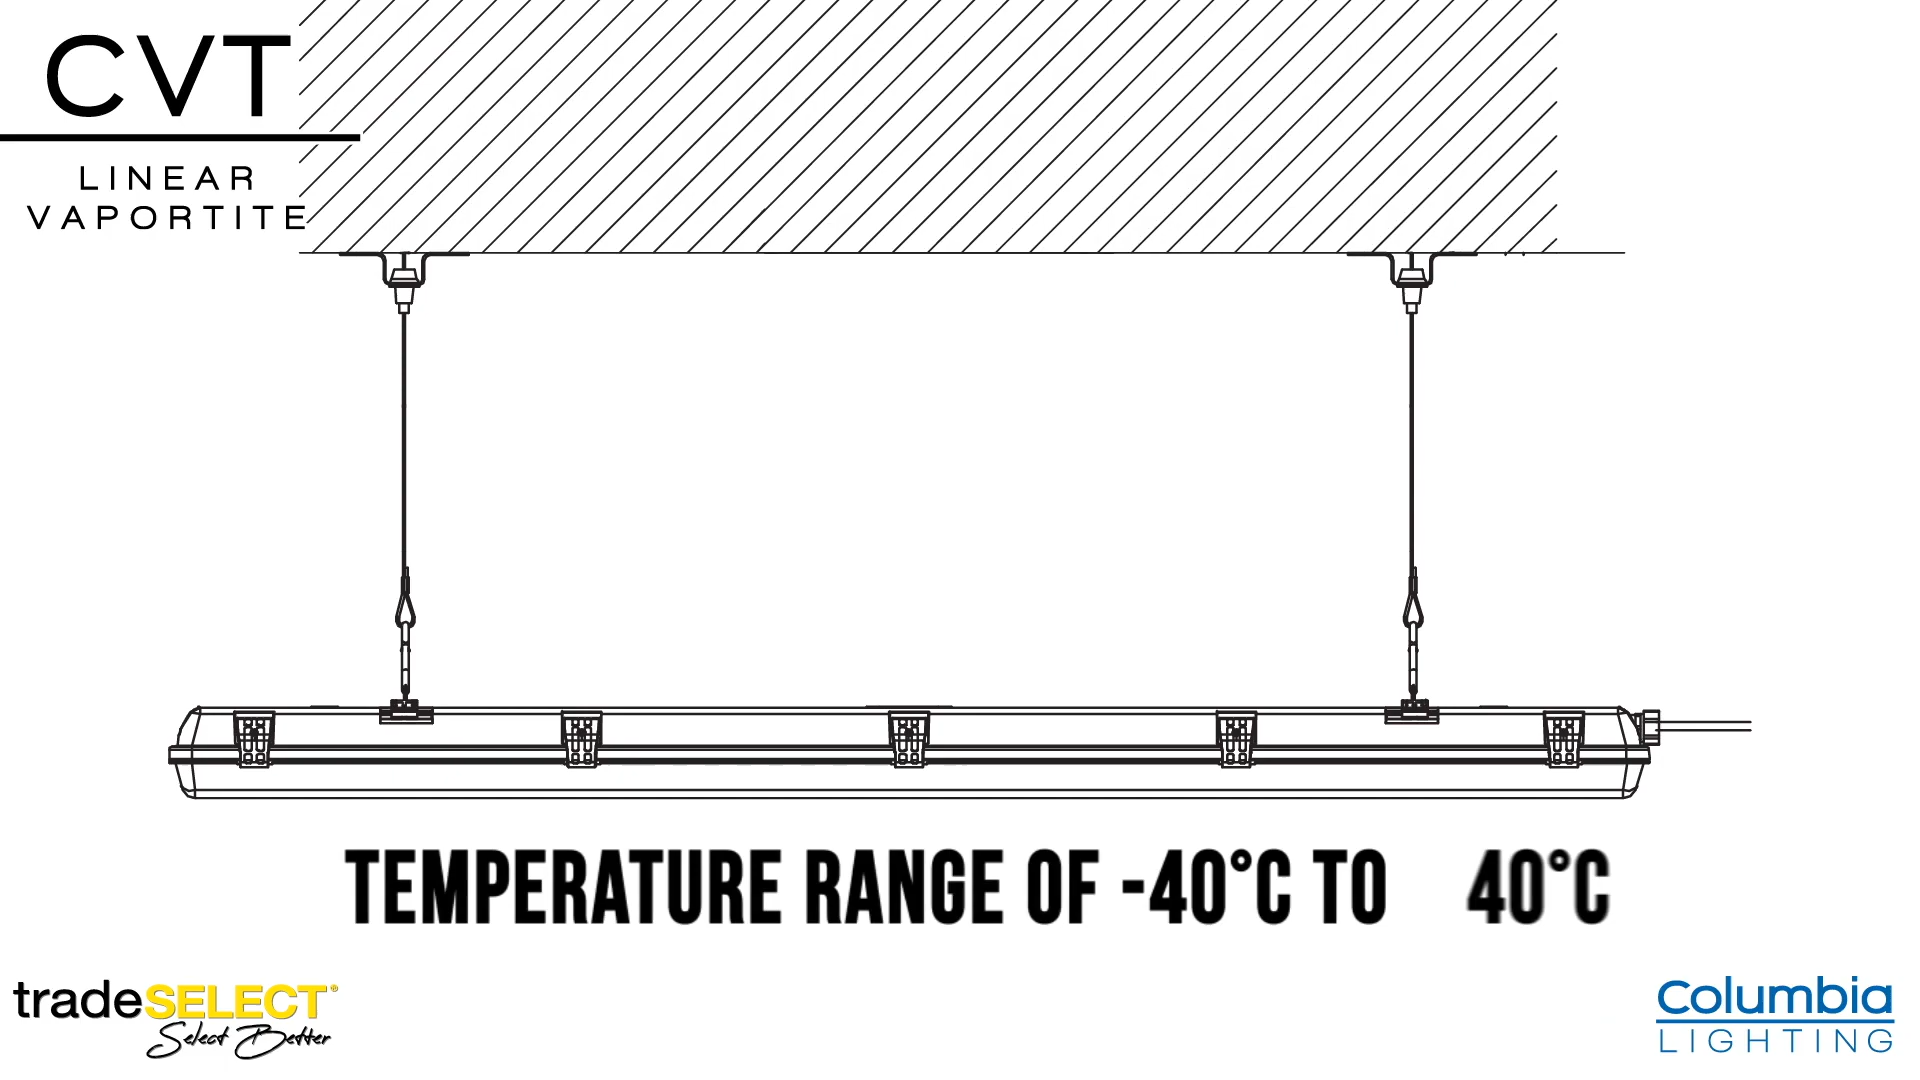 CVT
LINEAR
VAPORTITE
TEMPERATURE RANGE OF -40°C TO 40°C
tradeSELECT®
Select Better
Columbia
LIGHTING